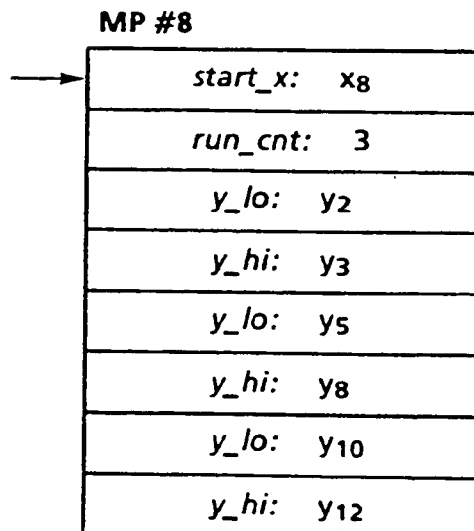 MP #8
start_x: x8
run_cnt: 3
y_lo: y2
y_hi: y3
y_lo: y5
y_hi: y8
y_lo: y10
y_hi: y12